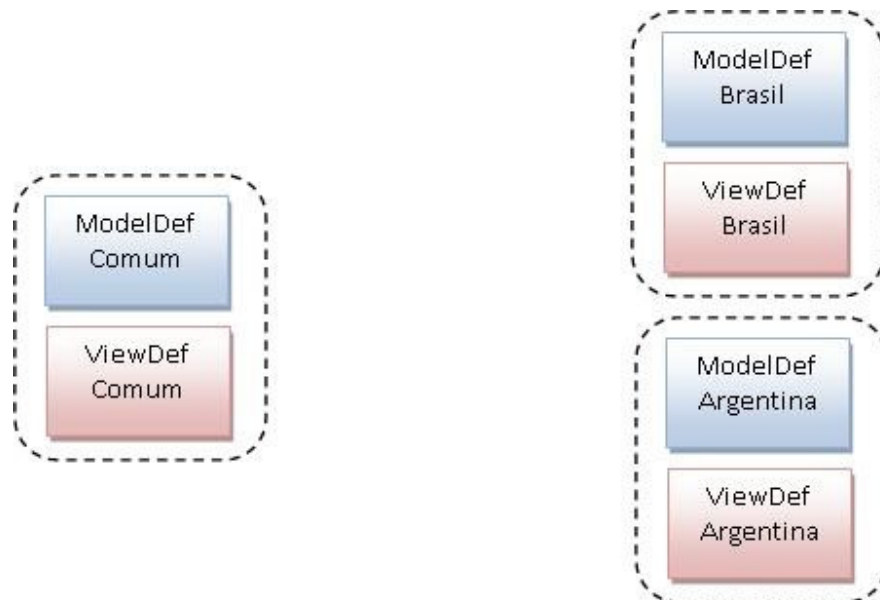 ModelDef
Comum
ViewDef
Comum
ModelDef
Brasil
ViewDef
Brasil
ModelDef
Argentina
ViewDef
Argentina